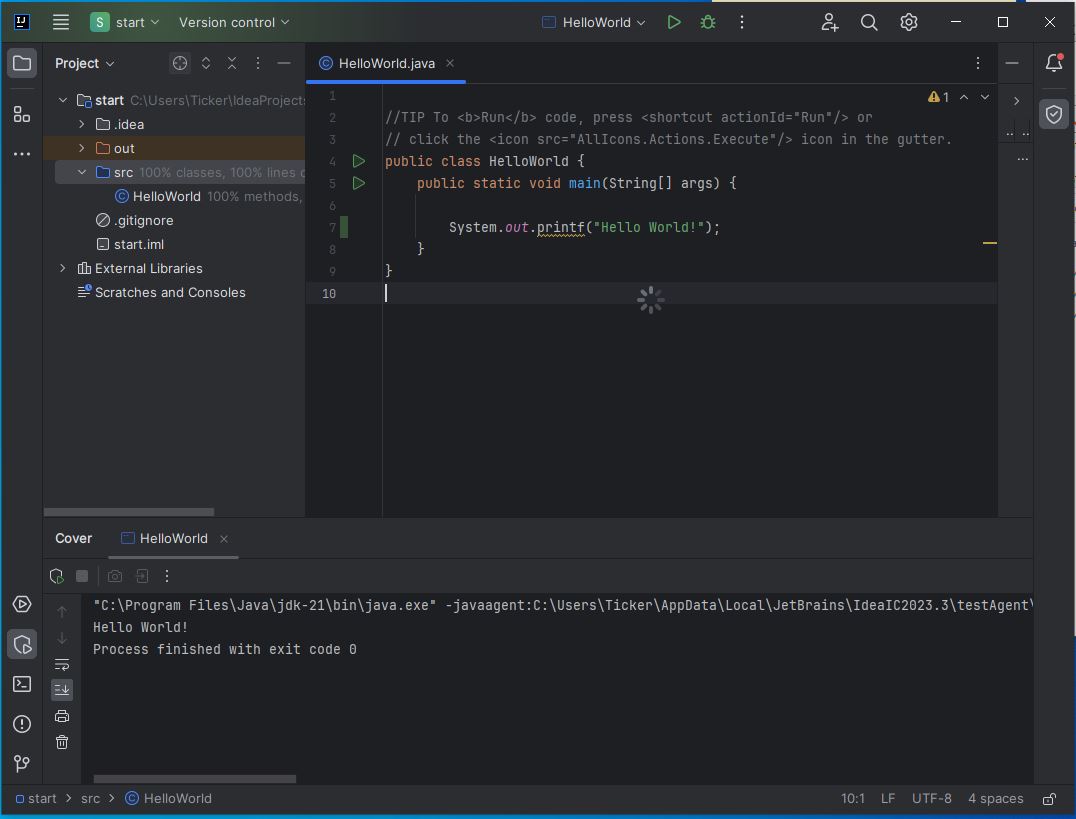 IJ
S start Version control HelloWorld
Project HelloWorld.java
start C:\Users\Ticker\IdeaProjects
.idea
out
src 100% classes, 100% lines c
HelloWorld 100% methods,
.gitignore
start.iml
External Libraries
Scratches and Consoles
1
1
2 //TIP To <b>Run</b> code, press <shortcut actionId="Run"/> or
3 // click the <icon src="AllIcons.Actions.Execute"/> icon in the gutter.
4 public class HelloWorld {
5 public static void main(String[] args) {
6
7 System.out.printf("Hello World!");
8 }
9 }
10
Cover HelloWorld
"C:\Program Files\Java\jdk-21\bin\java.exe" -javaagent:C:\Users\Ticker\AppData\Local\JetBrains\IdeaIC2023.3\testAgent\
Hello World!
Process finished with exit code 0
start > src > HelloWorld 10:1 LF UTF-8 4 spaces